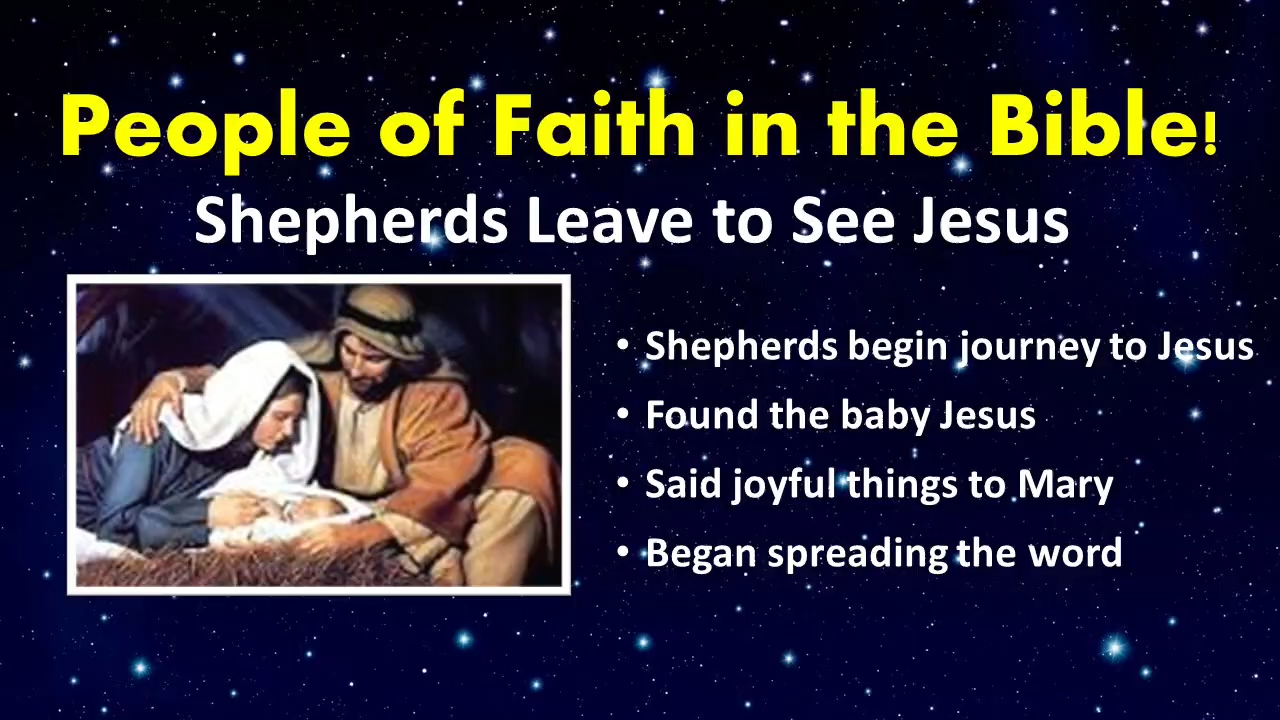 People of Faith in the Bible!
Shepherds Leave to See Jesus
• Shepherds begin journey to Jesus
• Found the baby Jesus
• Said joyful things to Mary
• Began spreading the word